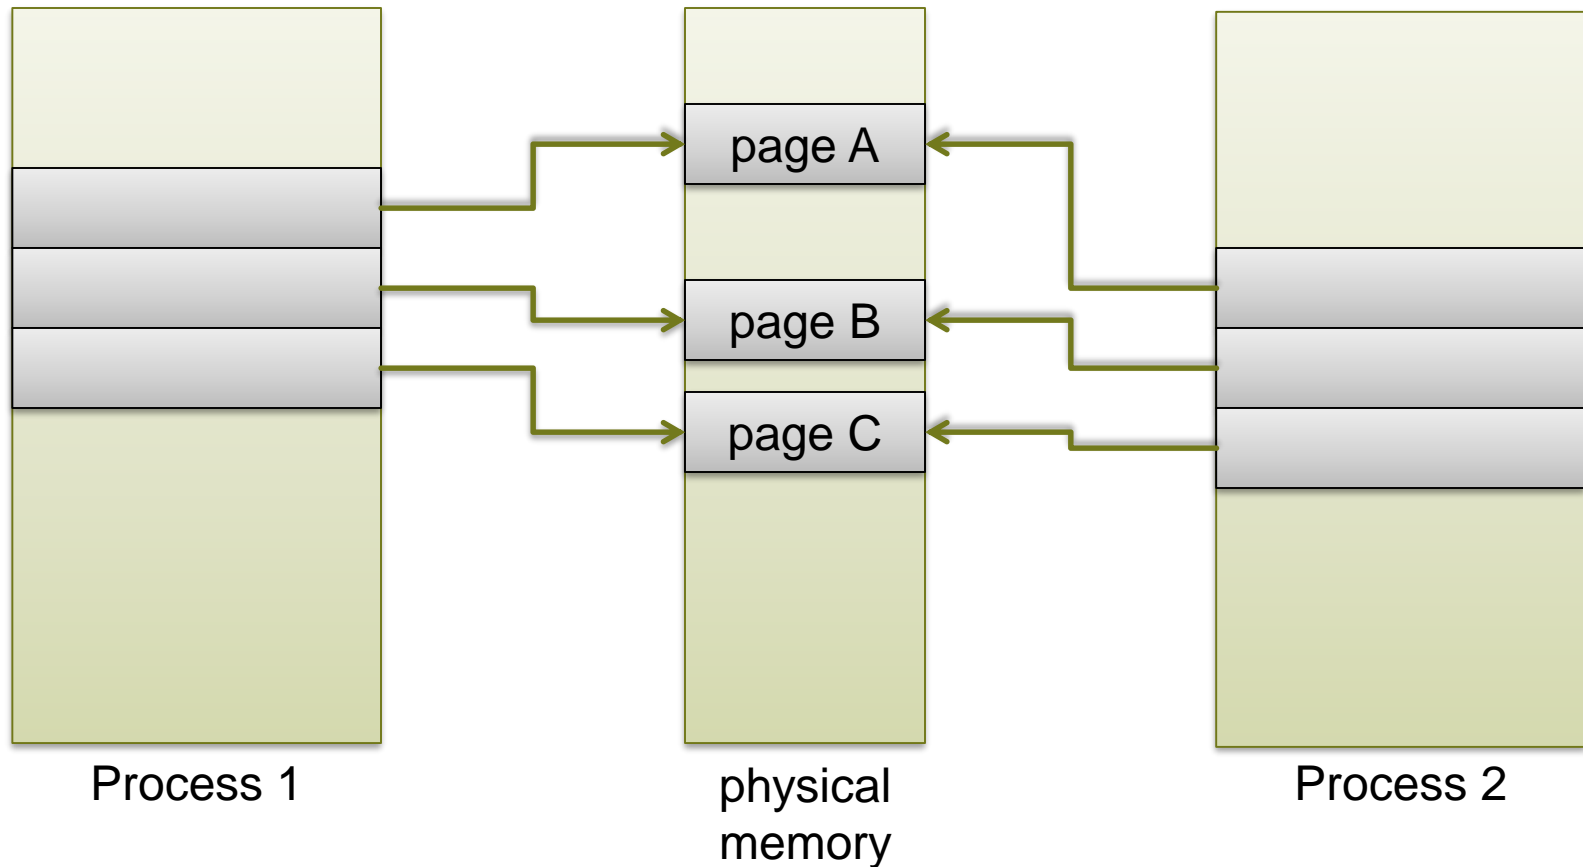 page A
page B
page C
Process 1
physical
memory
Process 2